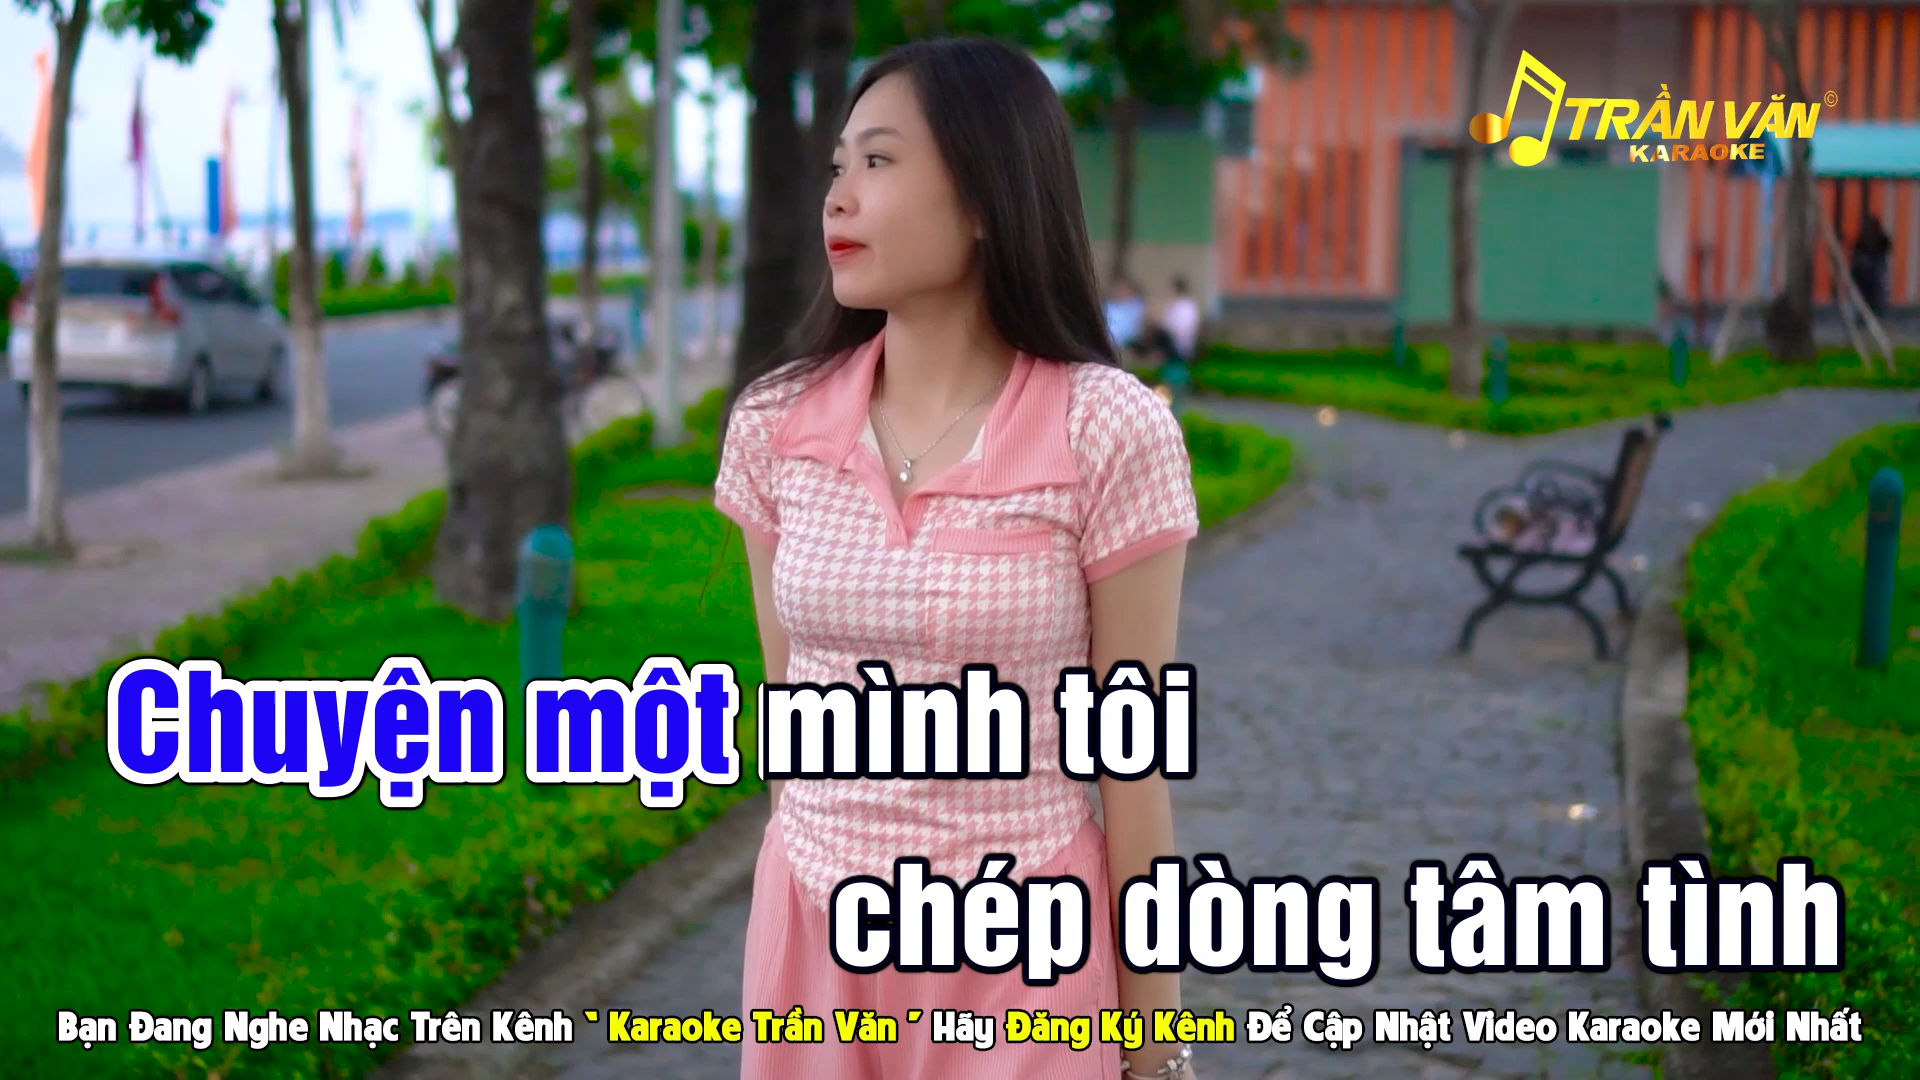 TRẦN VĂN ©
KARAOKE
Chuyện một mình tôi
chép dòng tâm tình
Bạn Đang Nghe Nhạc Trên Kênh ‵ Karaoke Trần Văn ′ Hãy Đăng Ký Kênh Để Cập Nhật Video Karaoke Mới Nhất